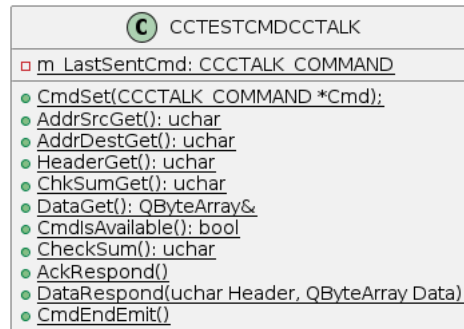 C CCTESTCMDCCTALK
m_LastSentCmd: CCCTALK_COMMAND
CmdSet(CCCTALK_COMMAND *Cmd);
AddrSrcGet(): uchar
AddrDestGet(): uchar
HeaderGet(): uchar
ChkSumGet(): uchar
DataGet(): QByteArray&
CmdIsAvailable(): bool
CheckSum(): uchar
AckRespond()
DataRespond(uchar Header, QByteArray Data)
CmdEndEmit()